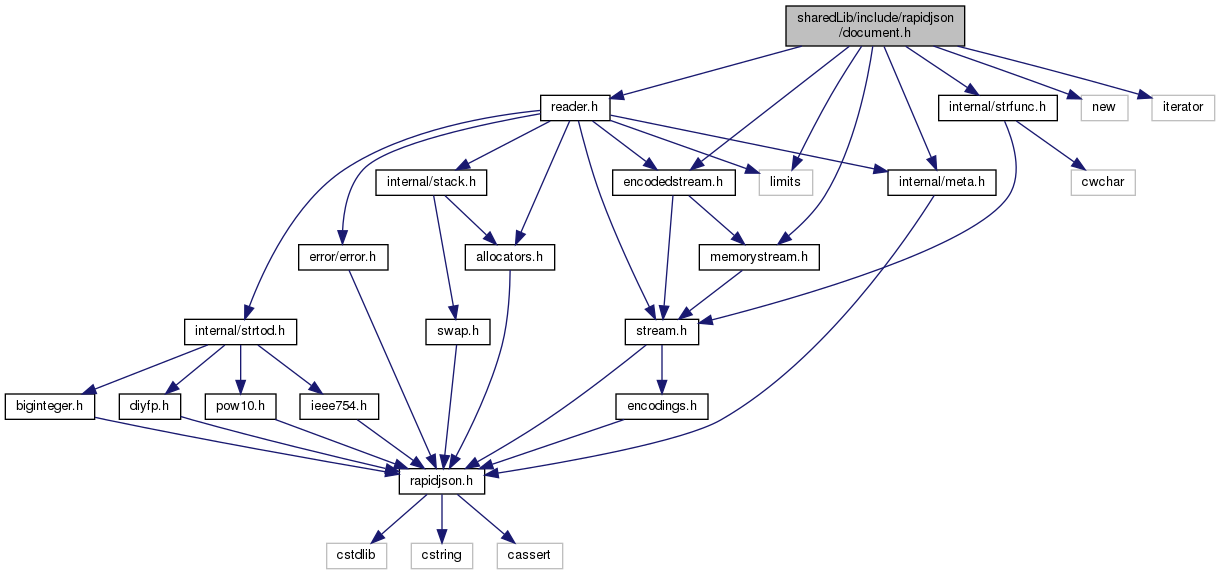 sharedLib/include/rapidjson
/document.h
reader.h
internal/strfunc.h
new
iterator
internal/stack.h
encodedstream.h
limits
internal/meta.h
cwchar
error/error.h
allocators.h
memorystream.h
internal/strtod.h
swap.h
stream.h
biginteger.h
diyfp.h
pow10.h
ieee754.h
encodings.h
rapidjson.h
cstdlib
cstring
cassert